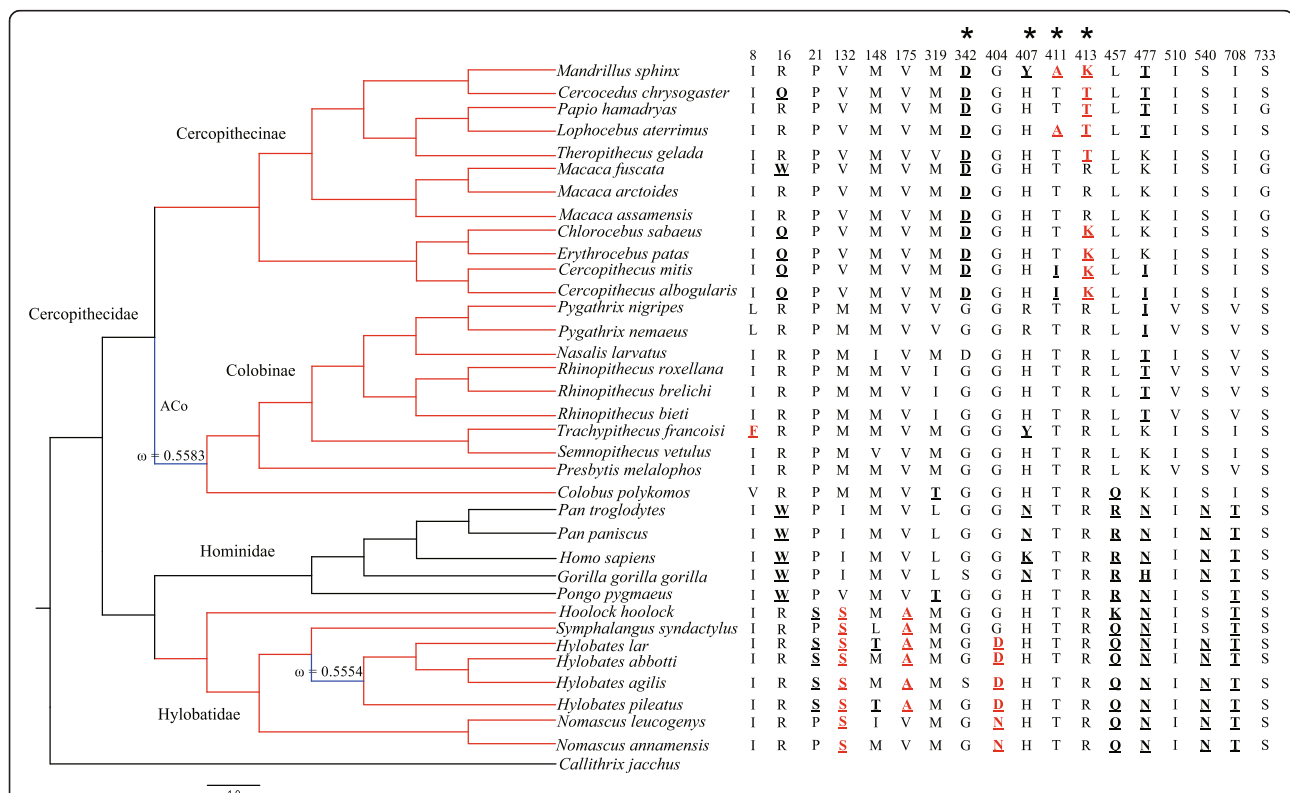 * * * *
8 16 21 132 148 175 319 342 404 407 411 413 457 477 510 540 708 733
Mandrillus sphinx I R P V M V M D G Y A K L T I S I S
Cercocedus chrysogaster I Q P V M V M D G H T T L T I S I S
Papio hamadryas I R P V M V M D G H T T L T I S I G
Cercopithecinae
Lophocebus aterrimus I R P V M V M D G H A T L T I S I S
Theropithecus gelada I R P V M V V D G H T T L K I S I G
Macaca fuscata I W P V M V M D G H T R L K I S I G
Macaca arctoides I R P V M V M D G H T R L K I S I G
Macaca assamensis I R P V M V M D G H T R L K I S I G
Chlorocebus sabaeus I Q P V M V M D G H T K L K I S I S
Erythrocebus patas I Q P V M V M D G H T K L K I S I S
Cercopithecus mitis I Q P V M V M D G H I K L I I S I S
Cercopithecus albogularis I Q P V M V M D G H I K L I I S I S
Pygathrix nigripes L R P M M V V G G R T R L I V S V S
Cercopithecidae
Pygathrix nemaeus L R P M M V V G G R T R L I V S V S
Nasalis larvatus I R P M I V M D G H T R L T I S V S
Colobinae
Rhinopithecus roxellana I R P M M V I G G H T R L T V S V S
Rhinopithecus brelichi I R P M M V I G G H T R L T V S V S
ACo
Rhinopithecus bieti I R P M M V I G G H T R L T V S V S
Trachypithecus francoisi F R P M M V M G G Y T R L K I S I S
Semnopithecus vetulus I R P M V V M G G H T R L K I S I S
ω = 0.5583
Presbytis melalophos I R P M M V M G G H T R L K V S V S
Colobus polykomos V R P M M V T G G H T R Q K I S I S
Pan troglodytes I W P I M V L G G N T R R N I N T S
Pan paniscus I W P I M V L G G N T R R N I N T S
Hominidae
Homo sapiens I W P I M V L G G K T R R N I N T S
Gorilla gorilla gorilla I W P I M V L S G N T R R H I N T S
Pongo pygmaeus I W P V M V T G G H T R R N I S T S
Hoolock hoolock I R S S M A M G G H T R K N I S T S
Symphalangus syndactylus I R P S L A M G G H T R Q N I S T S
Hylobates lar I R S S T A M G D H T R Q N I N T S
Hylobates abbotti I R S S M A M G D H T R Q N I N T S
ω = 0.5554
Hylobates agilis I R S S M A M S D H T R Q N I N T S
Hylobates pileatus I R S S T A M G D H T R Q N I N T S
Hylobatidae
Nomascus leucogenys I R P S I V M G N H T R Q N I N T S
Nomascus annamensis I R P S M V M G N H T R Q N I N T S
Callithrix jacchus